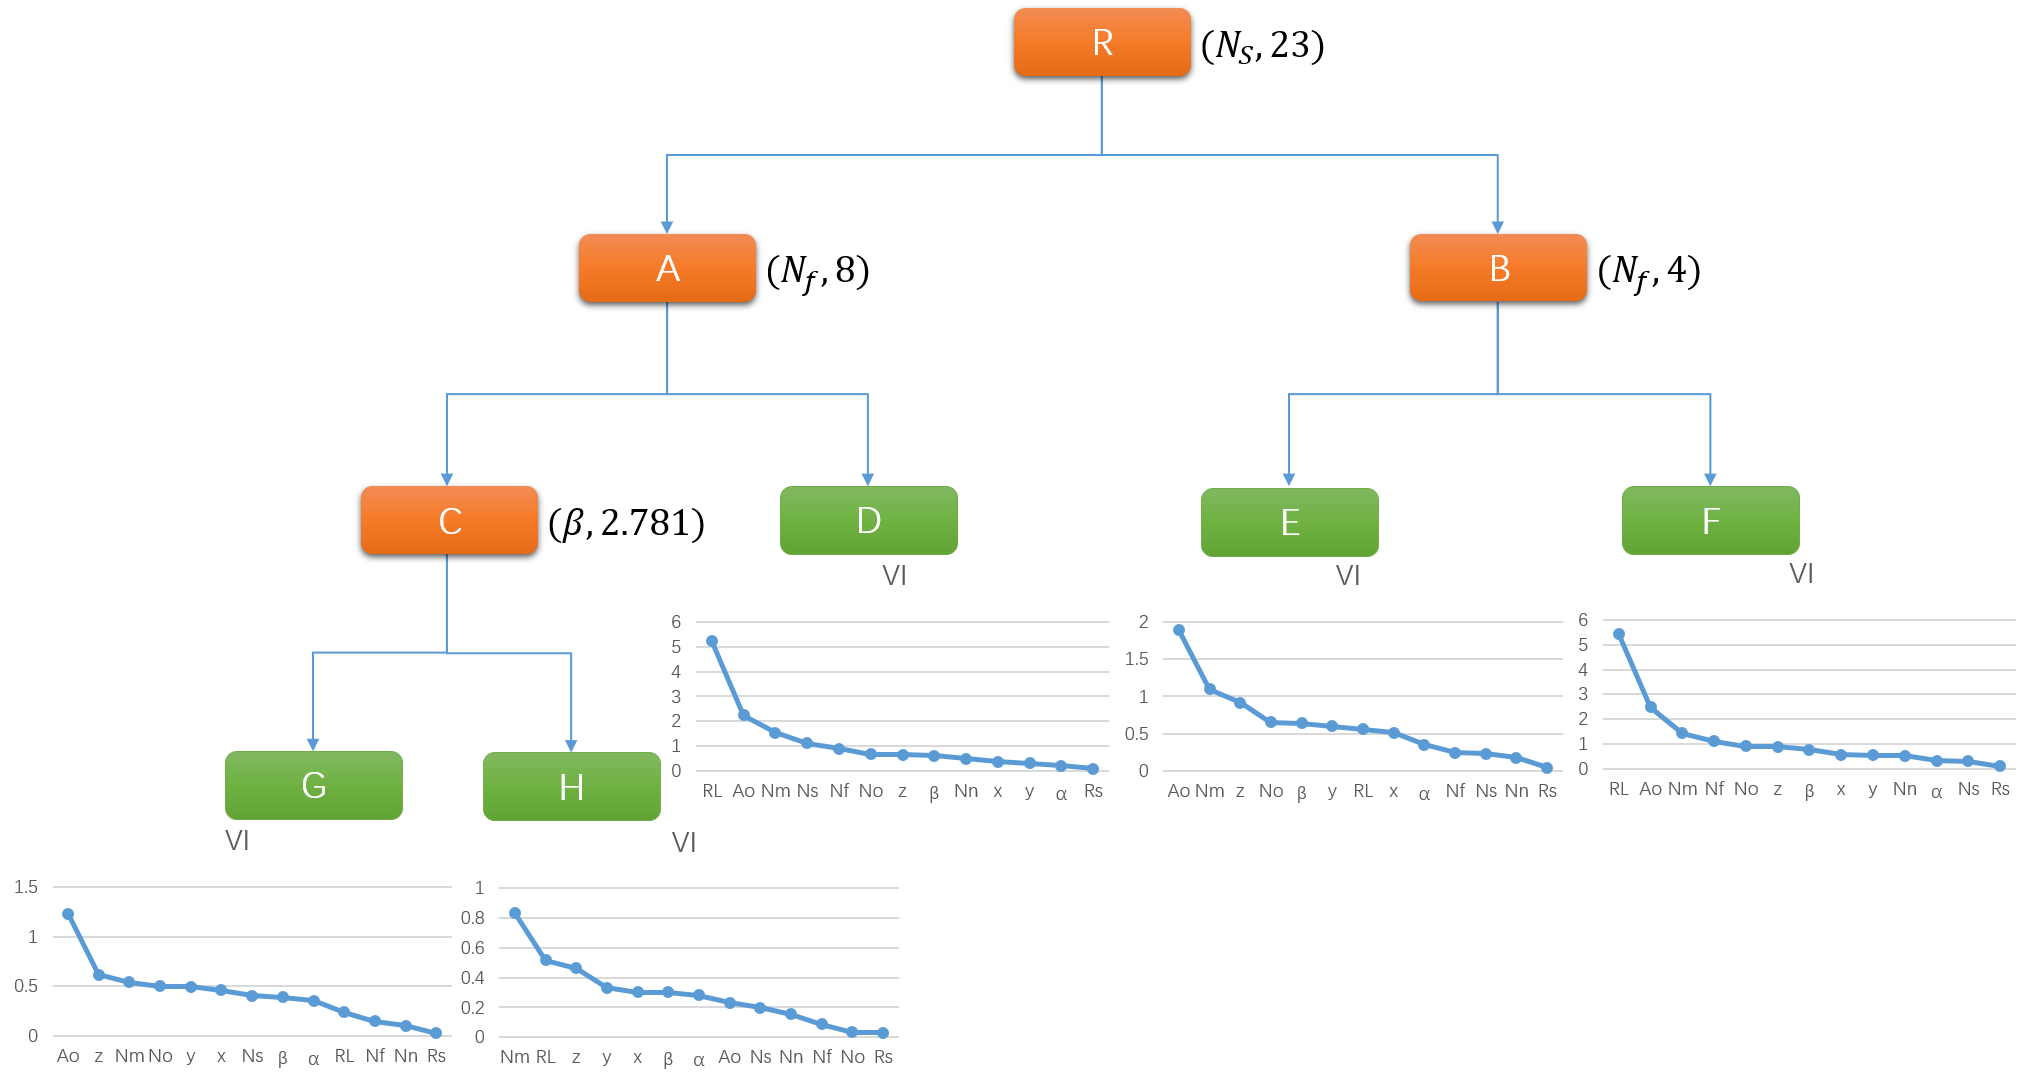 R (N_S, 23)
A (N_f, 8)
B (N_f, 4)
C (β, 2.781)
D
E
F
VI
6
5
4
3
2
1
0
RL Ao Nm Ns Nf No z β Nn x y α Rs
VI
2
1.5
1
0.5
0
Ao Nm z No β y RL x α Nf Ns Nn Rs
VI
6
5
4
3
2
1
0
RL Ao Nm Nf No z β x y Nn α Ns Rs
G
H
VI
1.5
1
0.5
0
Ao z Nm No y x Ns β α RL Nf Nn Rs
VI
1
0.8
0.6
0.4
0.2
0
Nm RL z y x β α Ao Ns Nn Nf No Rs